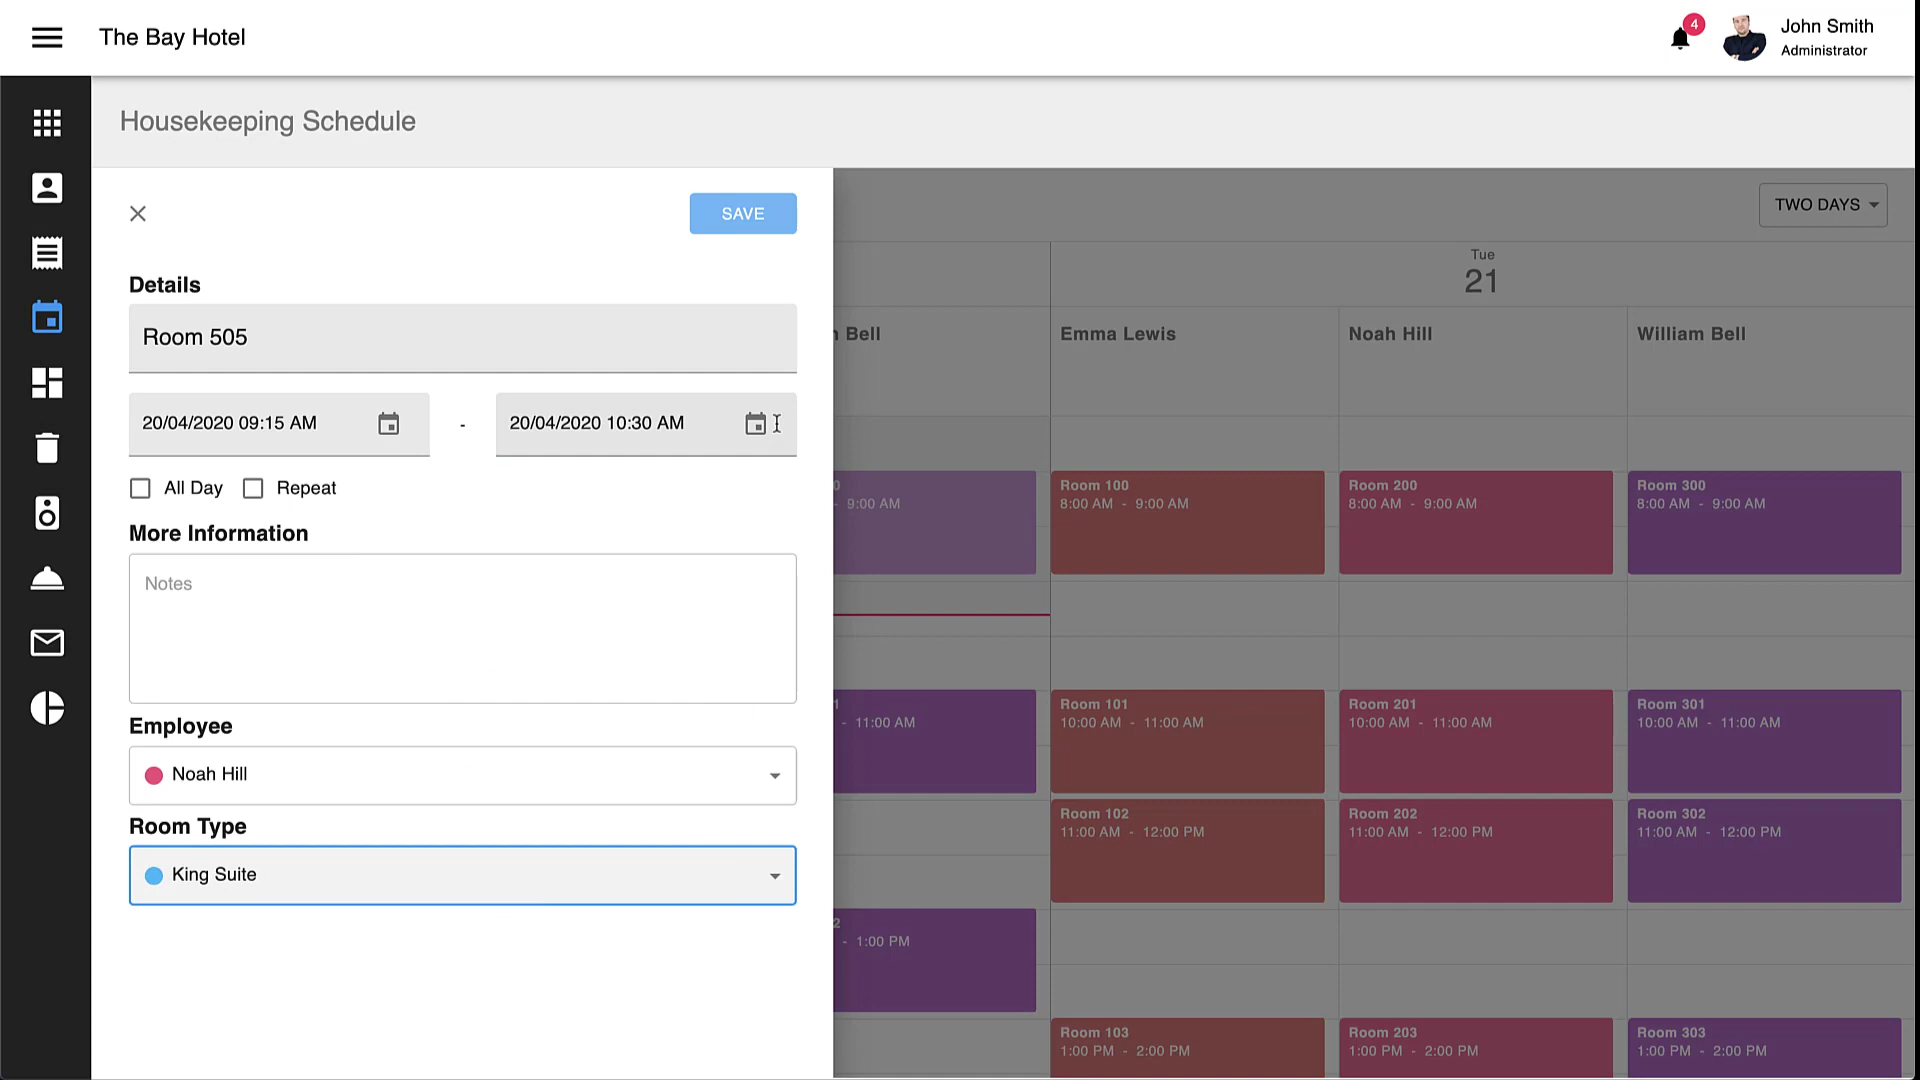 The Bay Hotel
4
John Smith
Administrator
Housekeeping Schedule
SAVE
TWO DAYS
Details
Room 505
20/04/2020 09:15 AM - 20/04/2020 10:30 AM
All Day Repeat
More Information
Notes
Employee
Noah Hill
Room Type
King Suite
Tue
21
Bell Emma Lewis Noah Hill William Bell
0
- 9:00 AM
Room 100
8:00 AM - 9:00 AM
Room 200
8:00 AM - 9:00 AM
Room 300
8:00 AM - 9:00 AM
1
- 11:00 AM
Room 101
10:00 AM - 11:00 AM
Room 201
10:00 AM - 11:00 AM
Room 301
10:00 AM - 11:00 AM
Room 102
11:00 AM - 12:00 PM
Room 202
11:00 AM - 12:00 PM
Room 302
11:00 AM - 12:00 PM
2
- 1:00 PM
Room 103
1:00 PM - 2:00 PM
Room 203
1:00 PM - 2:00 PM
Room 303
1:00 PM - 2:00 PM